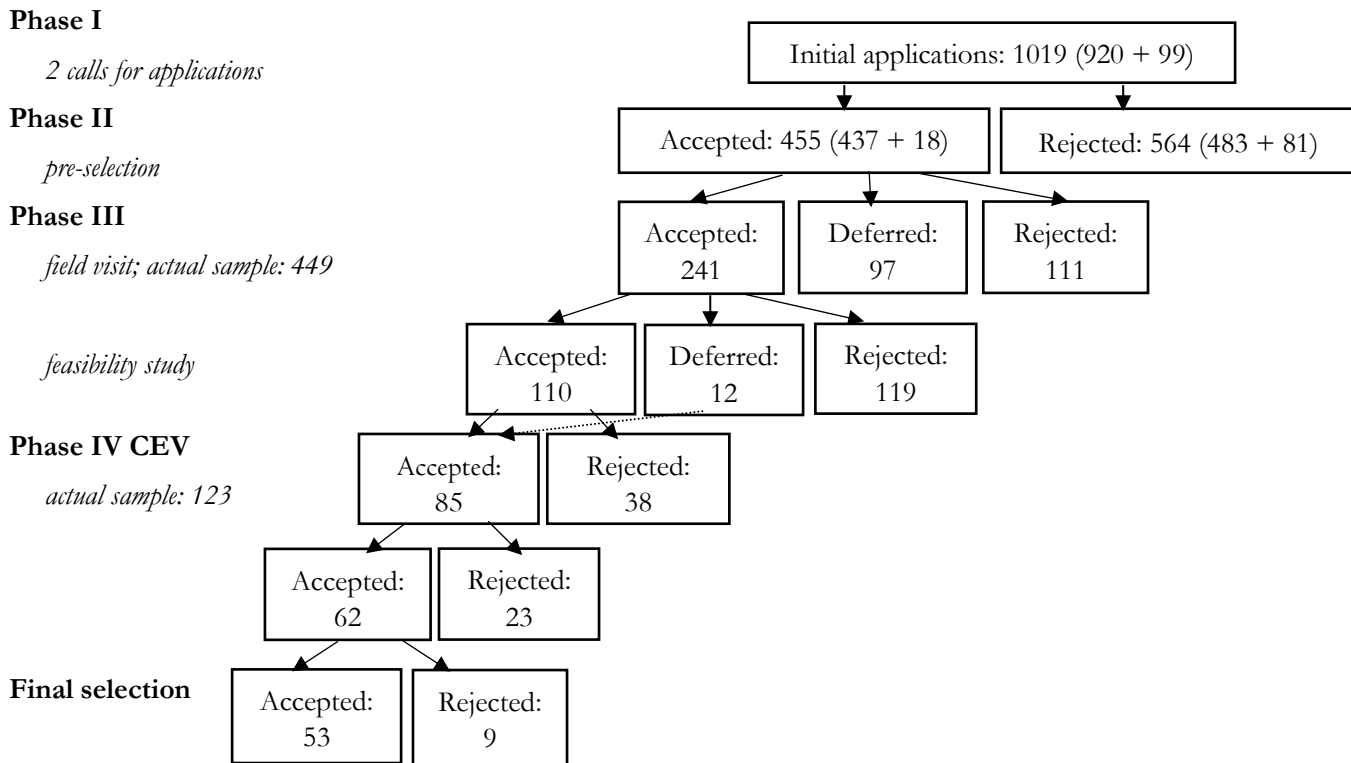 Phase I
2 calls for applications
Initial applications: 1019 (920 + 99)
Phase II
pre-selection
Accepted: 455 (437 + 18)
Rejected: 564 (483 + 81)
Phase III
field visit; actual sample: 449
Accepted:
241
Deferred:
97
Rejected:
111
feasibility study
Accepted:
110
Deferred:
12
Rejected:
119
Phase IV CEV
actual sample: 123
Accepted:
85
Rejected:
38
Accepted:
62
Rejected:
23
Final selection
Accepted:
53
Rejected:
9